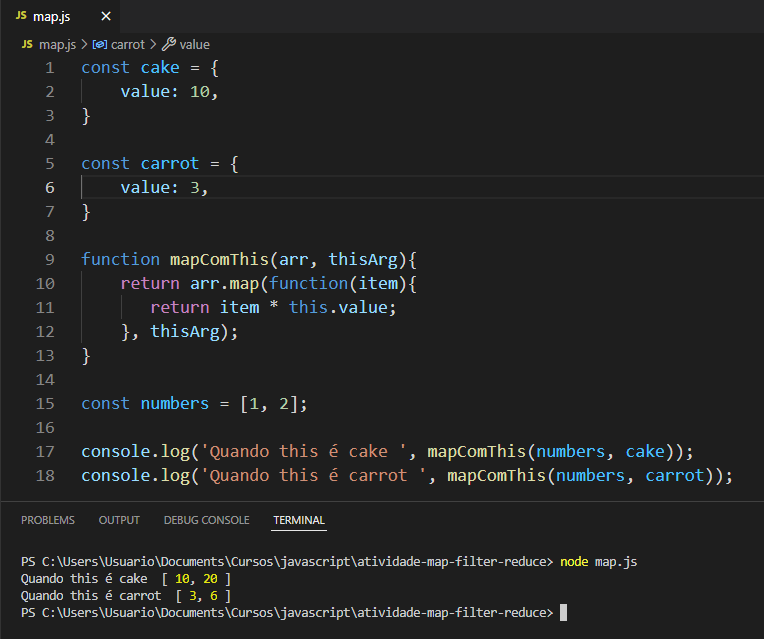 JS map.js ×
JS map.js > carrot > value
1 const cake = {
2     value: 10,
3 }
4
5 const carrot = {
6     value: 3,
7 }
8
9 function mapComThis(arr, thisArg){
10     return arr.map(function(item){
11        return item * this.value;
12     }, thisArg);
13 }
14
15 const numbers = [1, 2];
16
17 console.log('Quando this é cake ', mapComThis(numbers, cake));
18 console.log('Quando this é carrot ', mapComThis(numbers, carrot));
PROBLEMS OUTPUT DEBUG CONSOLE TERMINAL
PS C:\Users\Usuario\Documents\Cursos\javascript\atividade-map-filter-reduce> node map.js
Quando this é cake  [ 10, 20 ]
Quando this é carrot  [ 3, 6 ]
PS C:\Users\Usuario\Documents\Cursos\javascript\atividade-map-filter-reduce>